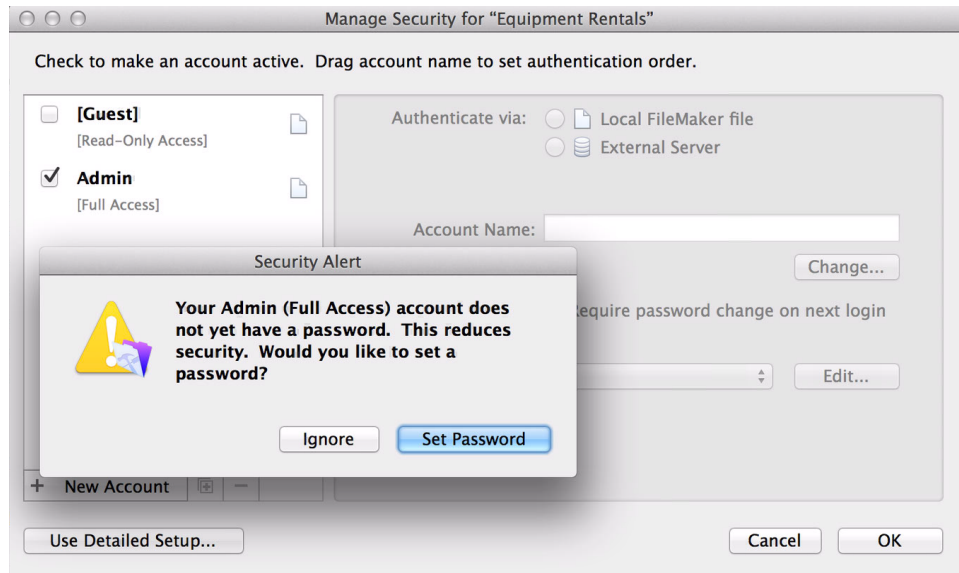 Manage Security for “Equipment Rentals”
Check to make an account active.  Drag account name to set authentication order.
[Guest]
[Read-Only Access]
Admin
[Full Access]
Authenticate via:
Local FileMaker file
External Server
Account Name:
Change...
Require password change on next login
Edit...
Security Alert
Your Admin (Full Access) account does
not yet have a password.  This reduces
security.  Would you like to set a
password?
Ignore
Set Password
+ New Account
−
Use Detailed Setup...
Cancel
OK